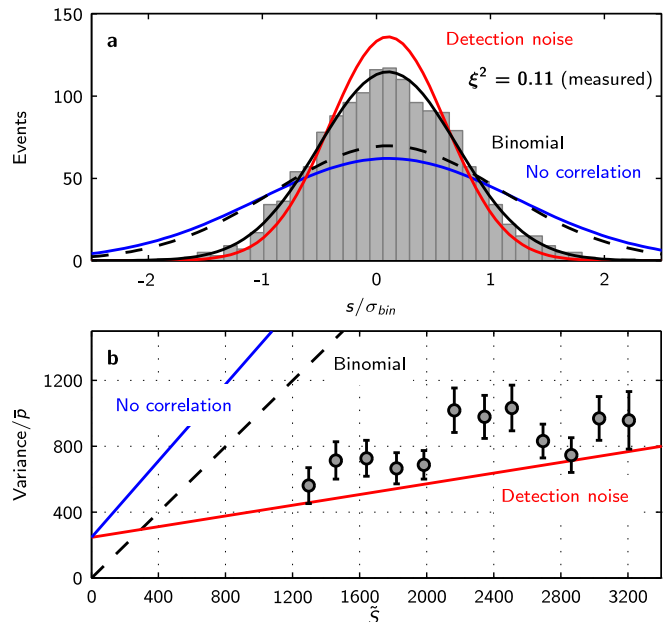 a
Detection noise
ξ² = 0.11 (measured)
Binomial
No correlation
Events
150
100
50
0
-2
-1
0
1
2
s/σ_bin
b
Binomial
No correlation
Detection noise
Variance/p̅
1200
800
400
0
0
400
800
1200
1600
2000
2400
2800
3200
S̃